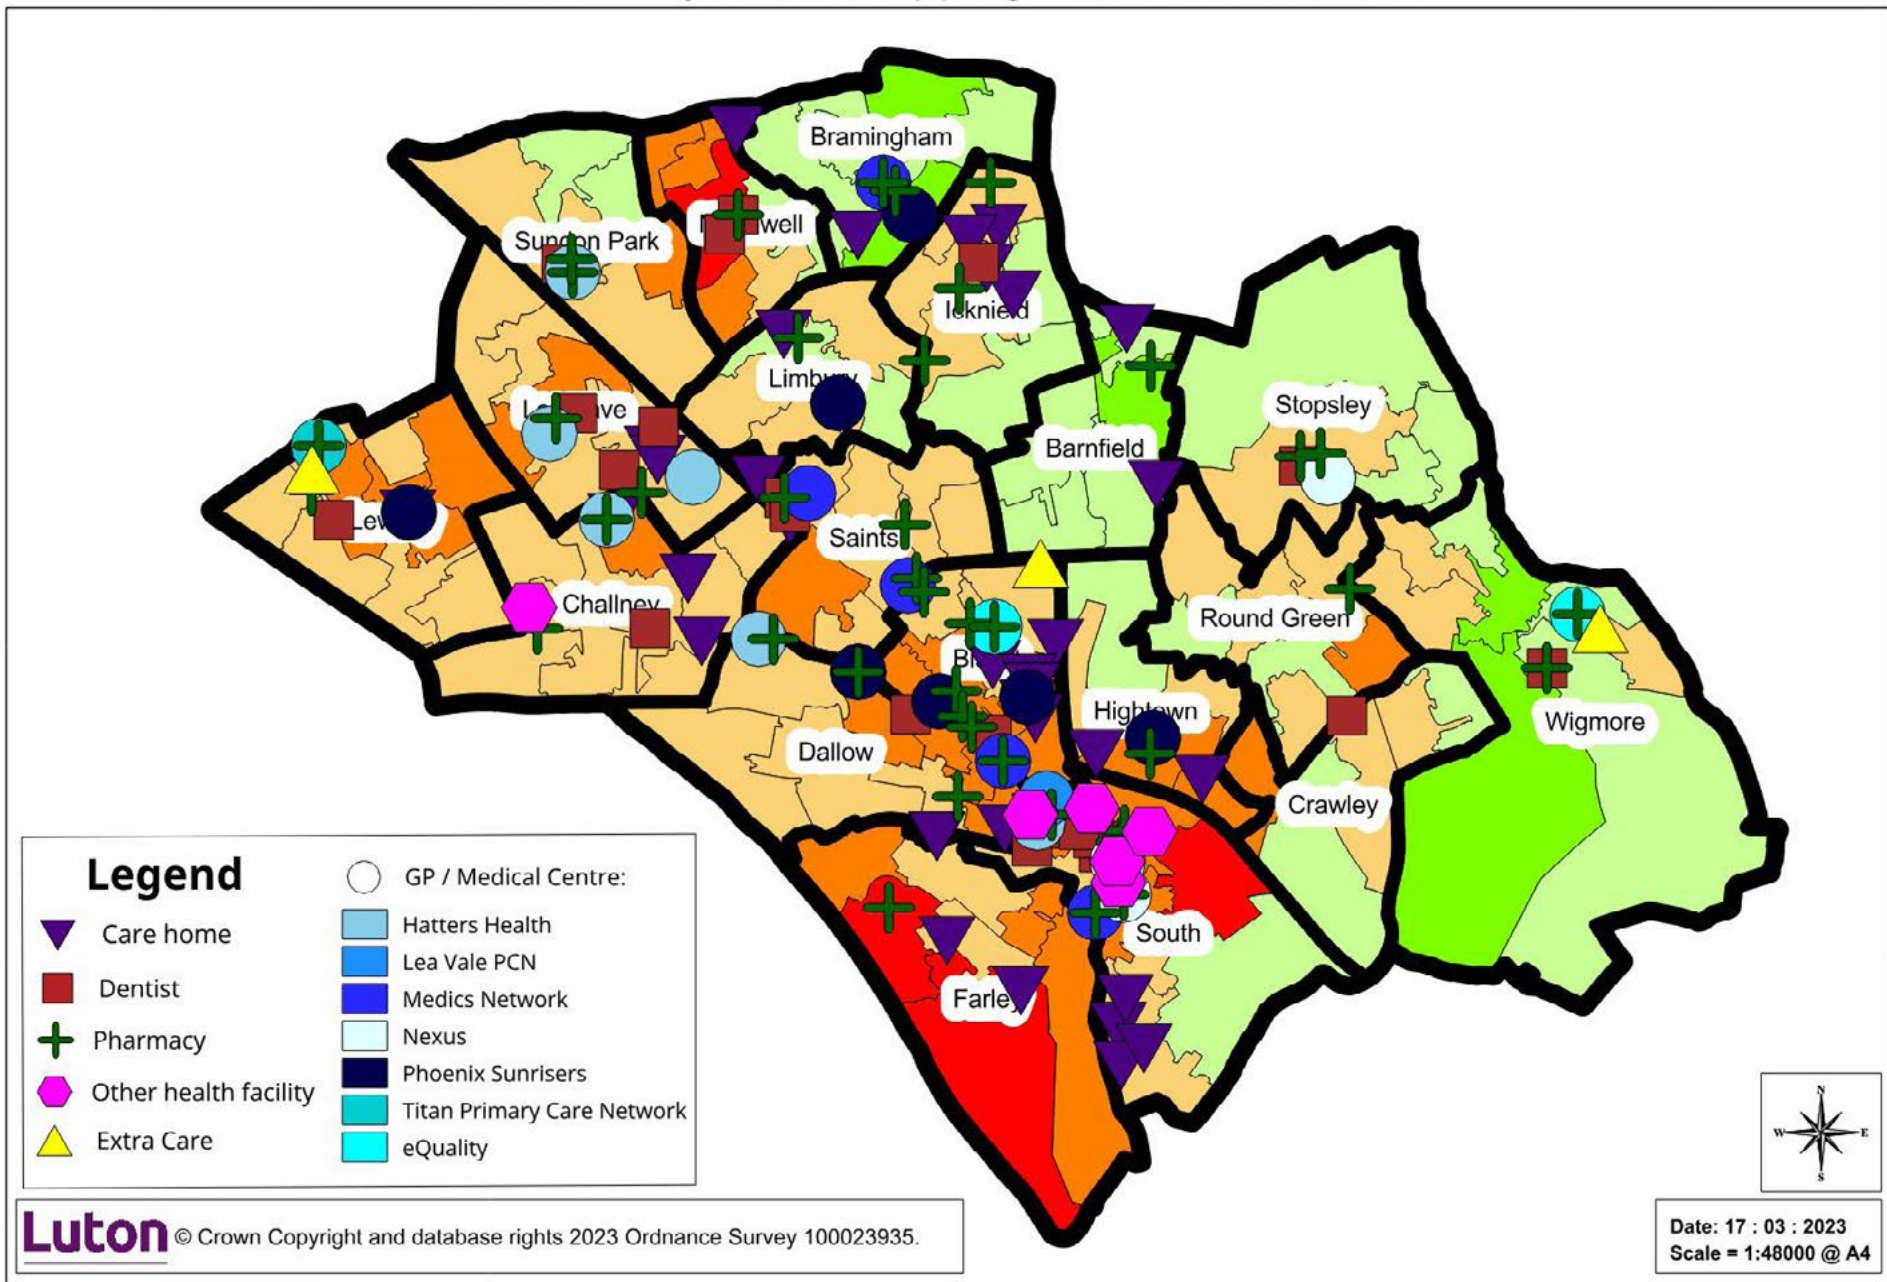 Bramingham
Sundon Park
well
Icknield
Limbury
Stopsley
Barnfield
Saints
Challney
Round Green
Hightown
Wigmore
Dallow
Crawley
South
Farley
Legend
Care home
Dentist
Pharmacy
Other health facility
Extra Care
GP / Medical Centre:
Hatters Health
Lea Vale PCN
Medics Network
Nexus
Phoenix Sunrisers
Titan Primary Care Network
eQuality
N
W
E
S
Luton © Crown Copyright and database rights 2023 Ordnance Survey 100023935.
Date: 17 : 03 : 2023
Scale = 1:48000 @ A4